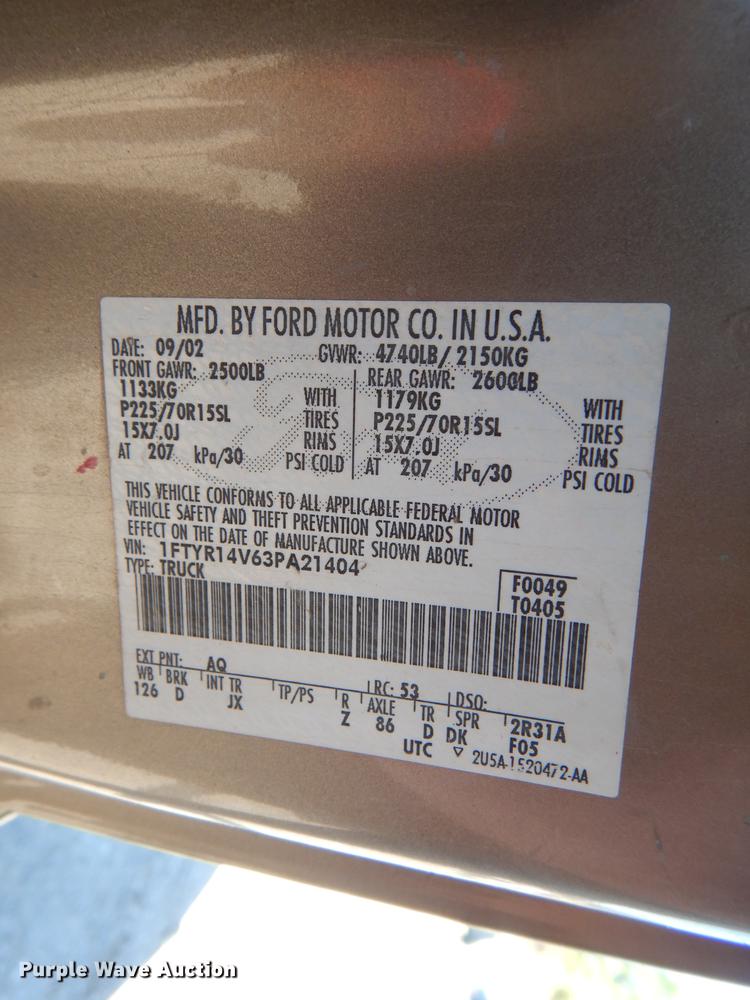 MFD. BY FORD MOTOR CO. IN U.S.A.
DATE: 09/02 GVWR: 4740LB/ 2150KG
FRONT GAWR: 2500LB REAR GAWR: 2600LB
1133KG WITH 1179KG WITH
P225/70R15SL TIRES P225/70R15SL TIRES
15X7.0J RIMS 15X7.0J RIMS
AT 207 kPa/30 PSI COLD AT 207 kPa/30 PSI COLD
THIS VEHICLE CONFORMS TO ALL APPLICABLE FEDERAL MOTOR
VEHICLE SAFETY AND THEFT PREVENTION STANDARDS IN
EFFECT ON THE DATE OF MANUFACTURE SHOWN ABOVE.
VIN: 1FTYR14V63PA21404
TYPE: TRUCK F0049
T0405
EXT PNT: AQ RC: 53 DSO:
WB BRK INT TR TP/PS R AXLE TR SPR 2R31A
126 D JX Z 86 D DK F05
UTC ▽ 2U5A-1520472-AA
Purple Wave Auction